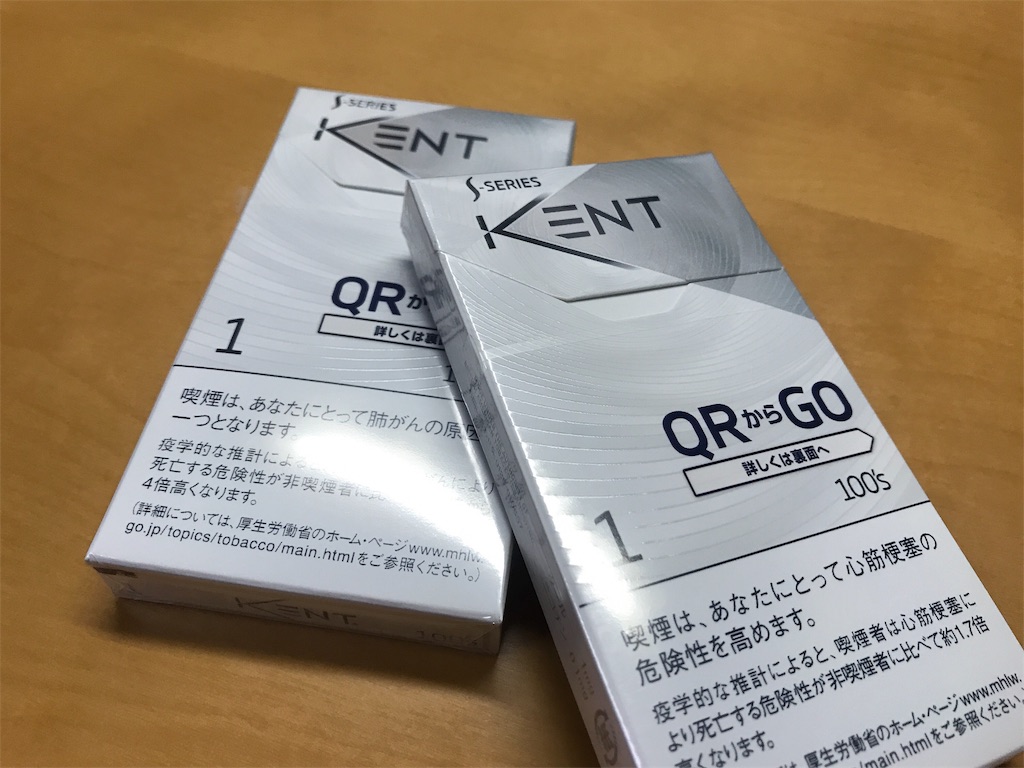 S-SERIES
KENT
QRか
詳しくは裏面
1
喫煙は、あなたにとって肺がんの原因
一つとなります。
疫学的な推計によ
死亡する危険性が非喫煙者に
4倍高くなります。
(詳細については、厚生労働省のホーム・ページwww.mhlw.
go.jp/topics/tobacco/main.htmlをご参照ください。)
KENT
100's
S-SERIES
KENT
QRからGO
詳しくは裏面へ
100's
1
喫煙は、あなたにとって心筋梗塞の
危険性を高めます。
疫学的な推計によると、喫煙者は心筋梗塞に
より死亡する危険性が非喫煙者に比べて約1.7倍
高くなります。
は、厚生労働省のホーム・ページwww.mhlw.
/main.htmlをご参照ください。